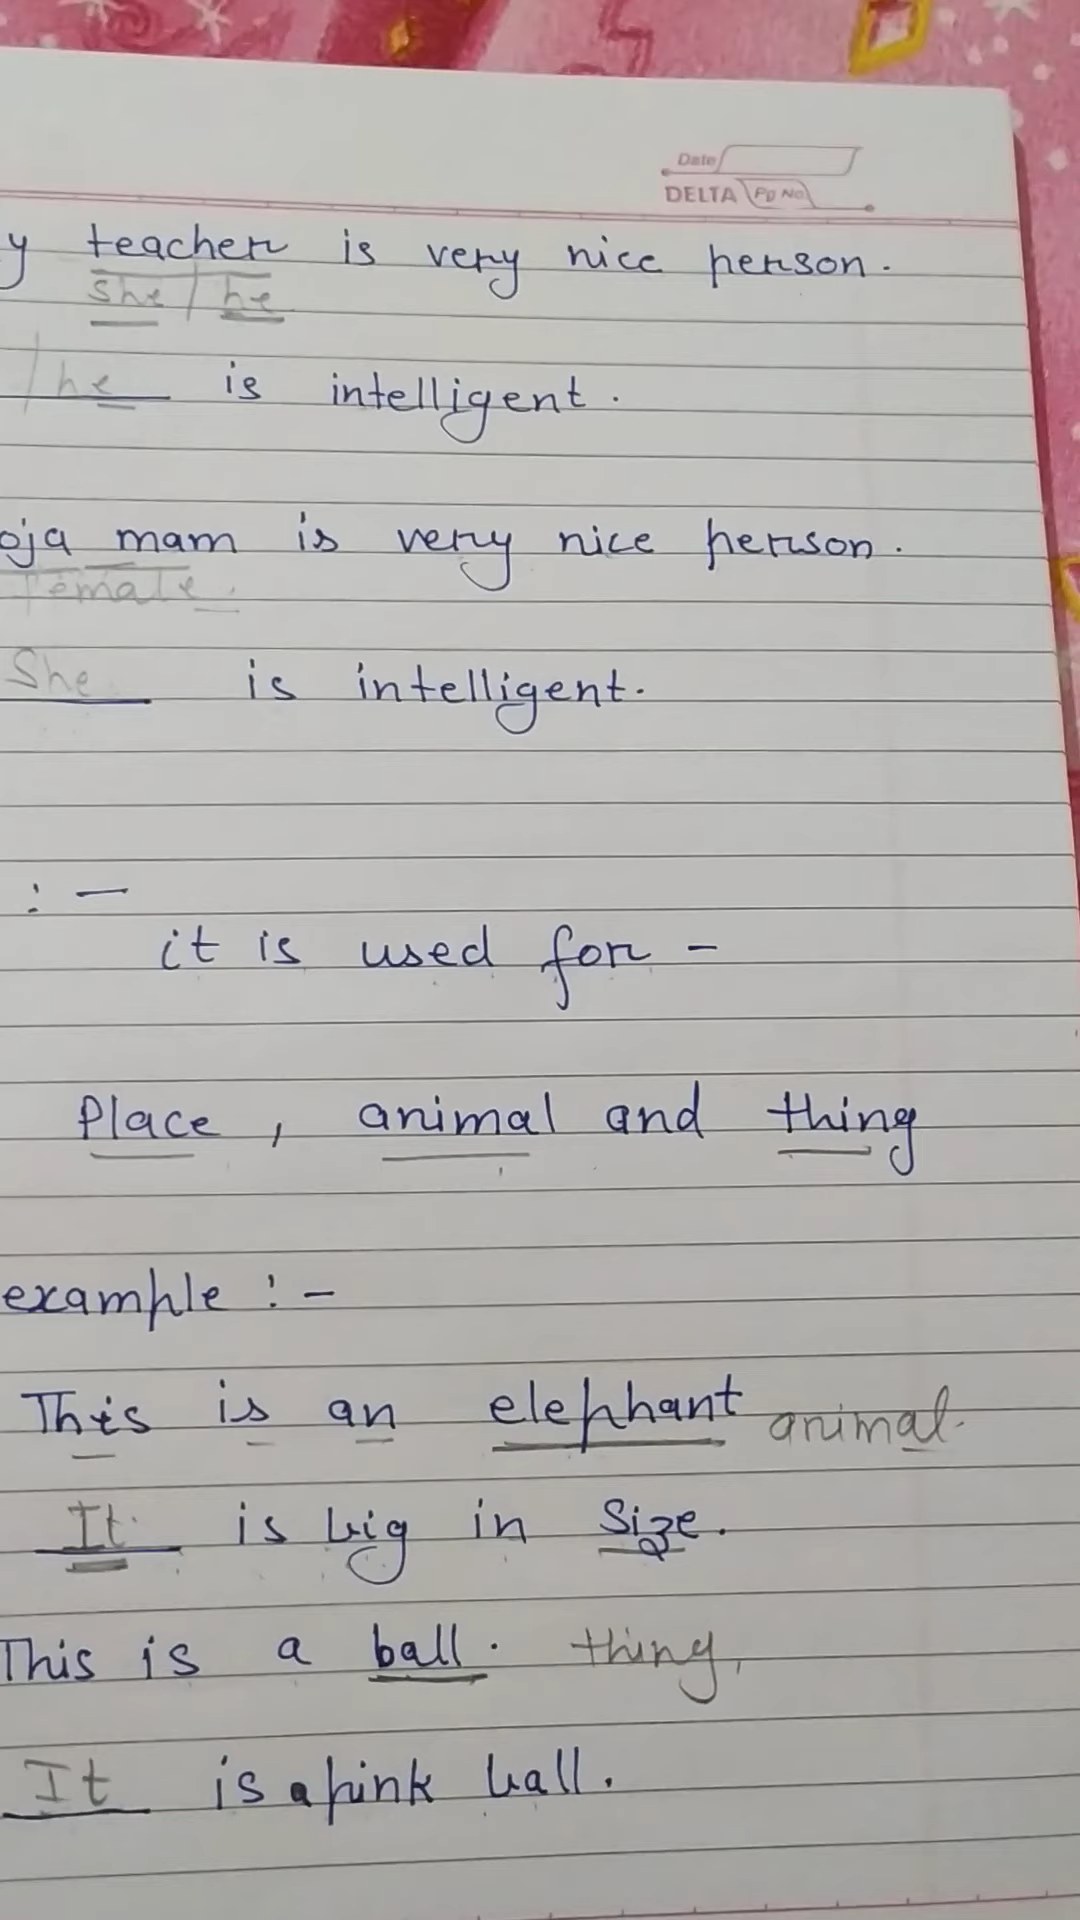 Date
DELTA Pg No
y teacher is very nice person.
she / he
/ he is intelligent.
oja mam is very nice person.
female.
She is intelligent.
: -
it is used for -
Place , animal and thing
example : -
This is an elephant animal.
It is big in Size.
This is a ball. thing,
It is a pink ball.